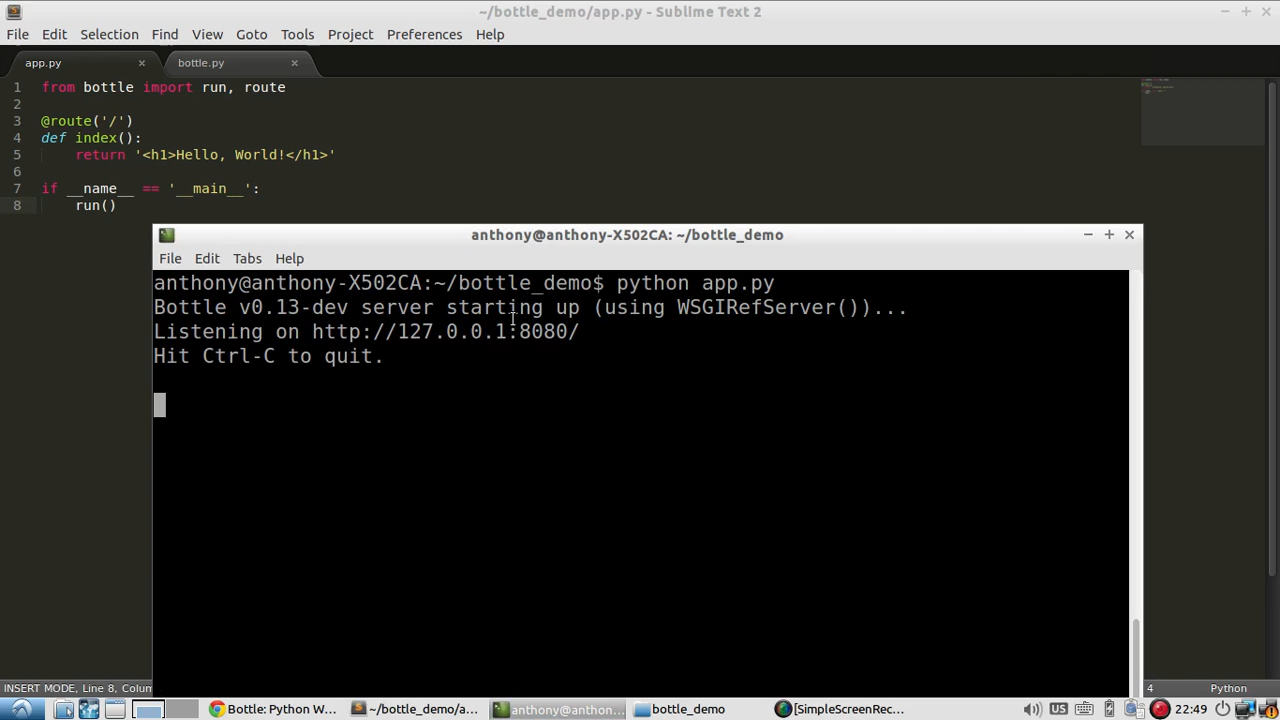 ~/bottle_demo/app.py - Sublime Text 2
File Edit Selection Find View Goto Tools Project Preferences Help
app.py × bottle.py ×
1 from bottle import run, route
2
3 @route('/')
4 def index():
5 return '<h1>Hello, World!</h1>'
6
7 if __name__ == '__main__':
8 run()
anthony@anthony-X502CA: ~/bottle_demo
File Edit Tabs Help
anthony@anthony-X502CA:~/bottle_demo$ python app.py
Bottle v0.13-dev server starting up (using WSGIRefServer())...
Listening on http://127.0.0.1:8080/
Hit Ctrl-C to quit.
INSERT MODE, Line 8, Colum 4 Python
Bottle: Python W... ~/bottle_demo/a... anthony@anthon... bottle_demo [SimpleScreenRec... US 22:49